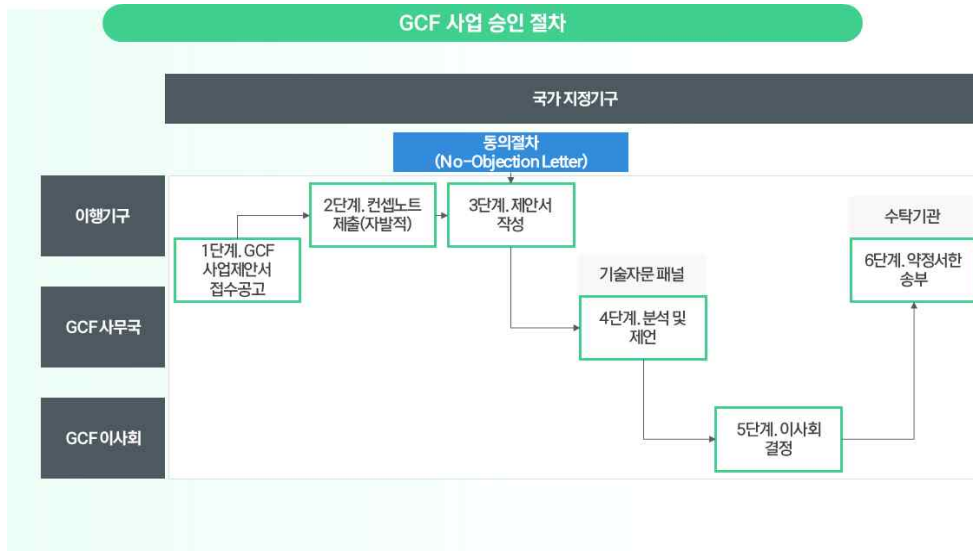 GCF 사업 승인 절차
국가 지정기구
동의절차
(No-Objection Letter)
이행기구
2단계. 컨셉노트
제출(자발적)
3단계. 제안서
작성
수탁기관
1단계. GCF
사업제안서
접수공고
기술자문 패널
6단계. 약정서한
송부
GCF 사무국
4단계. 분석 및
제언
GCF 이사회
5단계. 이사회
결정